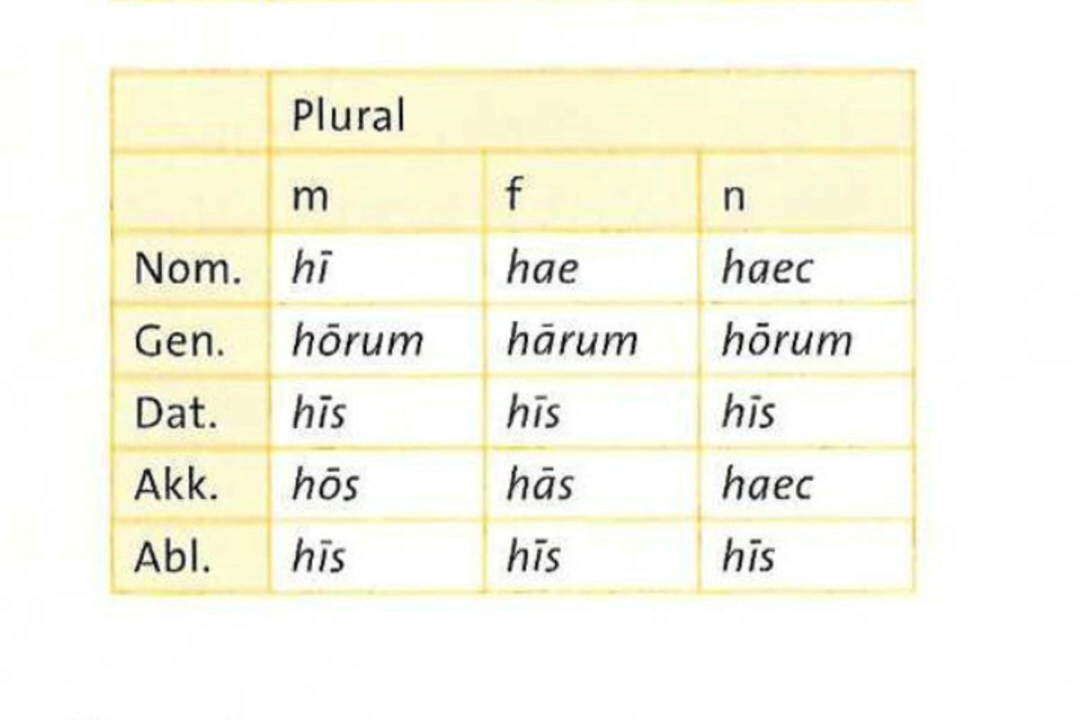 Plural
m f n
Nom. hī hae haec
Gen. hōrum hārum hōrum
Dat. hīs hīs hīs
Akk. hōs hās haec
Abl. hīs hīs hīs